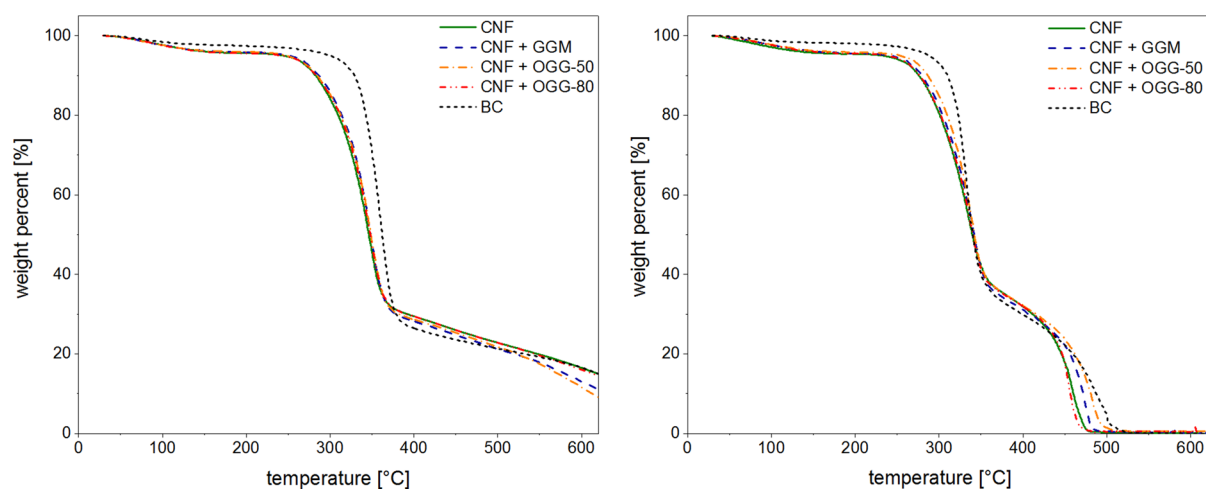 CNF
CNF + GGM
CNF + OGG-50
CNF + OGG-80
BC
100
80
60
40
20
0
weight percent [%]
0 100 200 300 400 500 600
temperature [°C]
CNF
CNF + GGM
CNF + OGG-50
CNF + OGG-80
BC
100
80
60
40
20
0
weight percent [%]
0 100 200 300 400 500 600
temperature [°C]